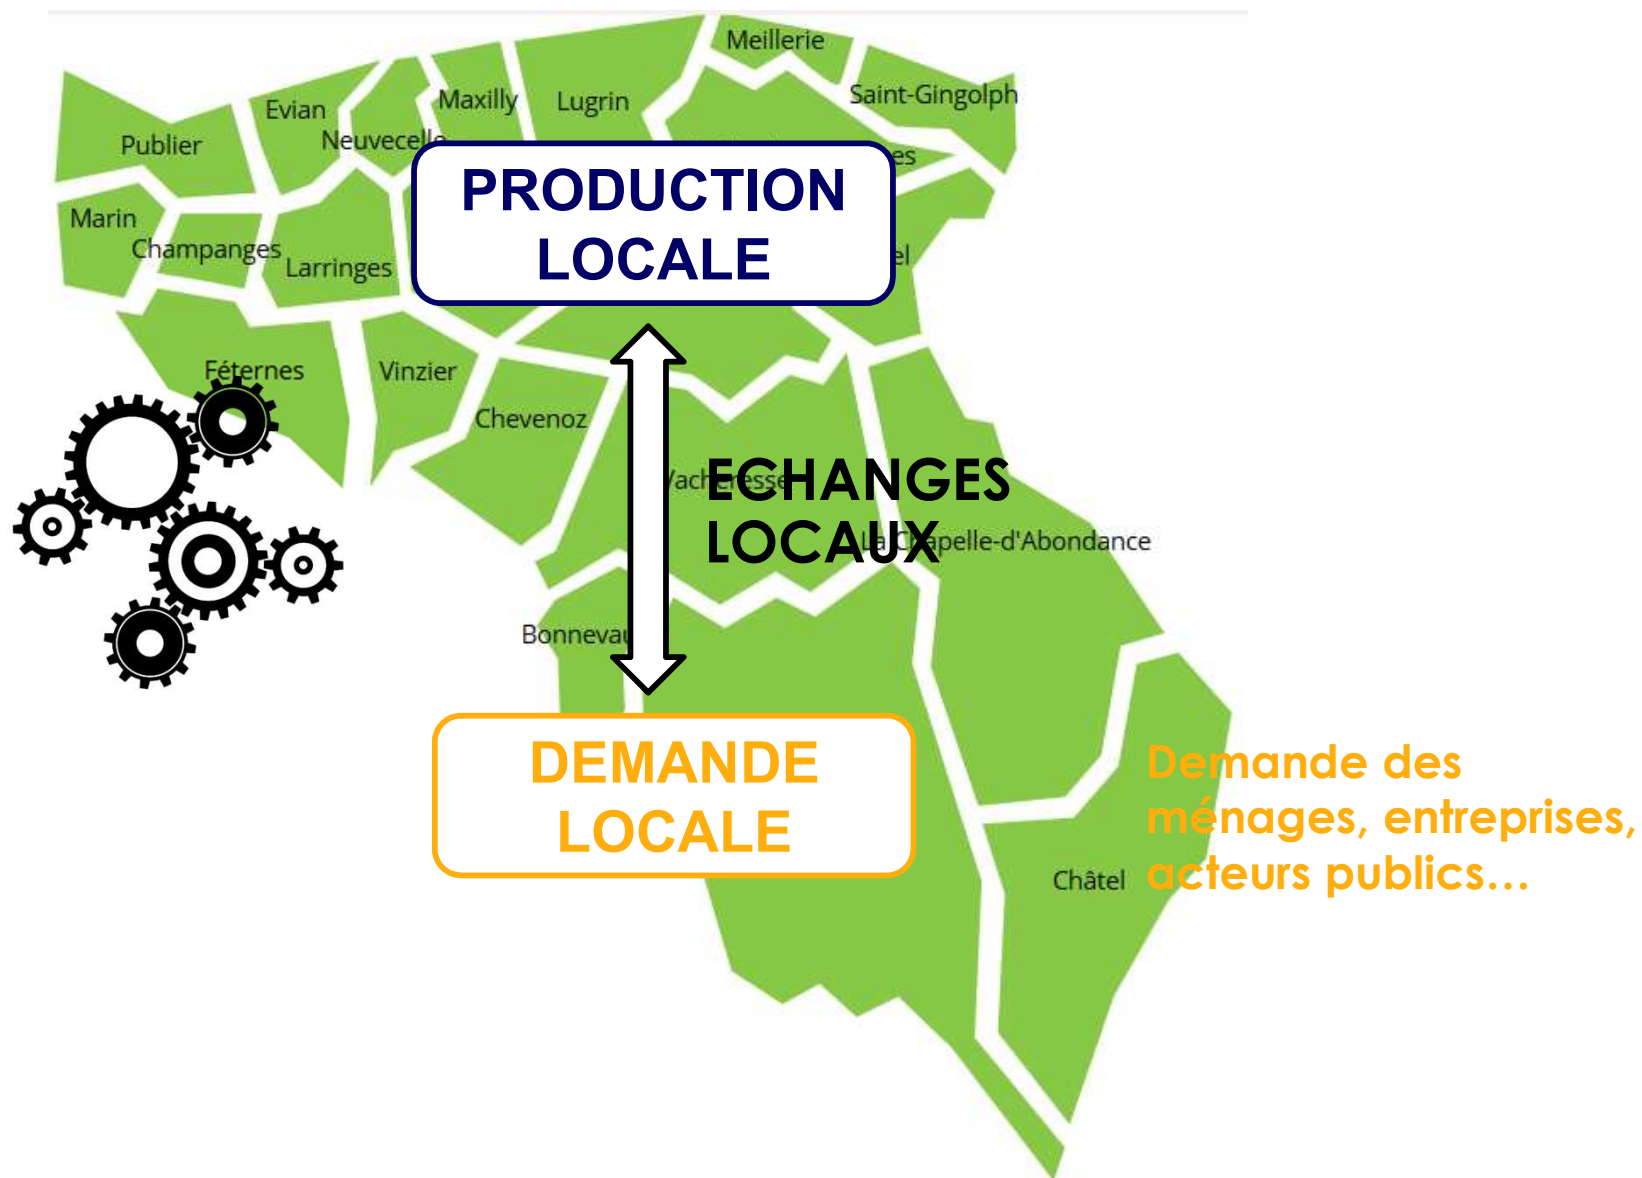 Meillerie
Saint-Gingolph
Evian
Maxilly
Lugrin
Publier
Neuvecelle
PRODUCTION
LOCALE
Marin
Champanges
Larringes
Féternes
Vinzier
Chevenoz
Vacheresse
ECHANGES
LOCAUX
La Chapelle-d'Abondance
DEMANDE
LOCALE
Demande des
ménages, entreprises,
acteurs publics…
Châtel